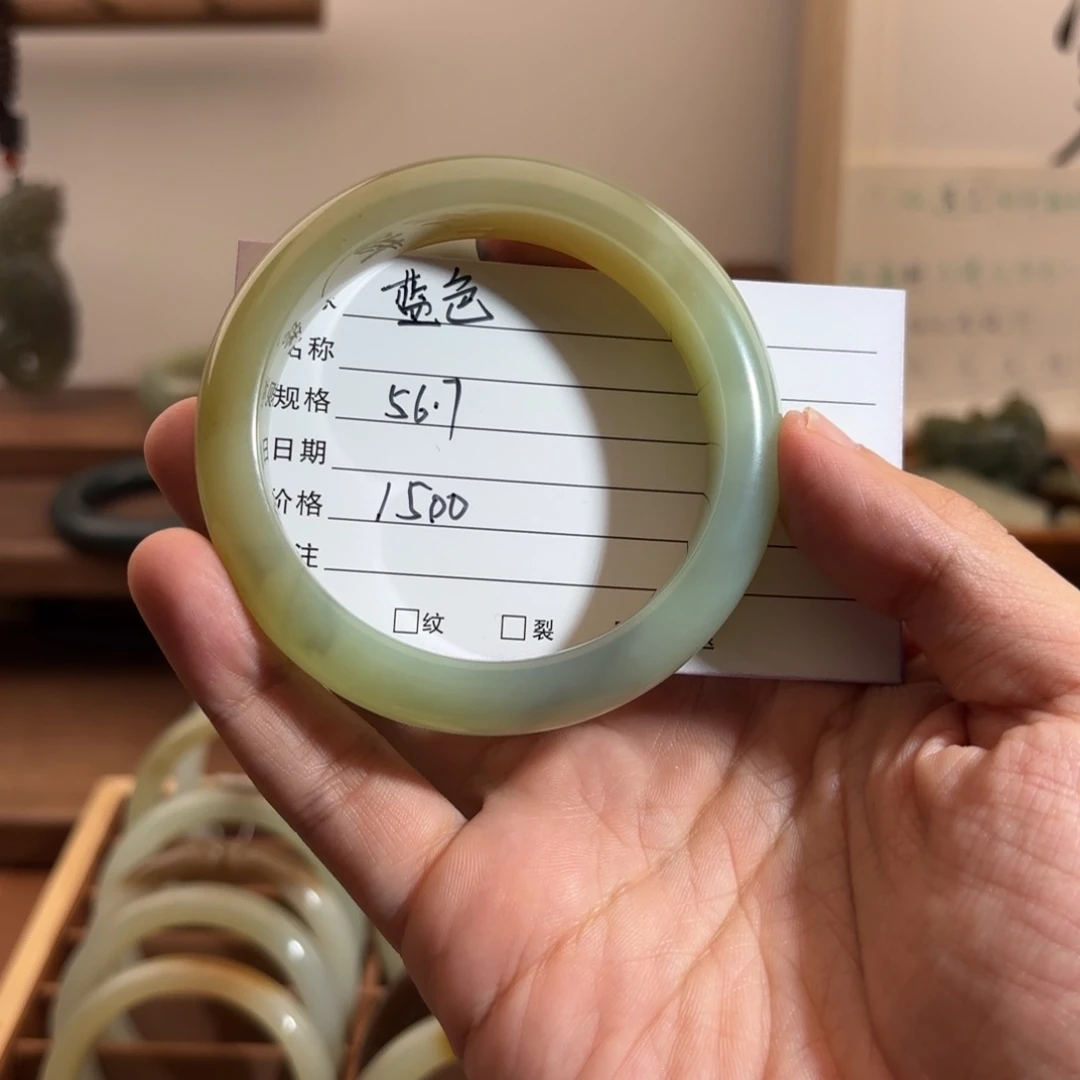 蓝色
名称
规格 56.7
日期
价格 1500
注
□纹 □裂